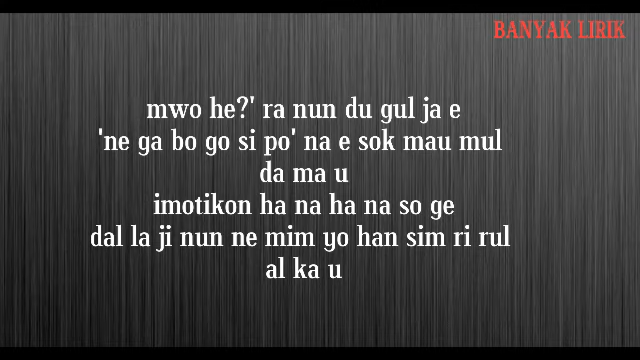 BANYAK LIRIK
mwo he?' ra nun du gul ja e
'ne ga bo go si po' na e sok mau mul
da ma u
imotikon ha na ha na so ge
dal la ji nun ne mim yo han sim ri rul
al ka u